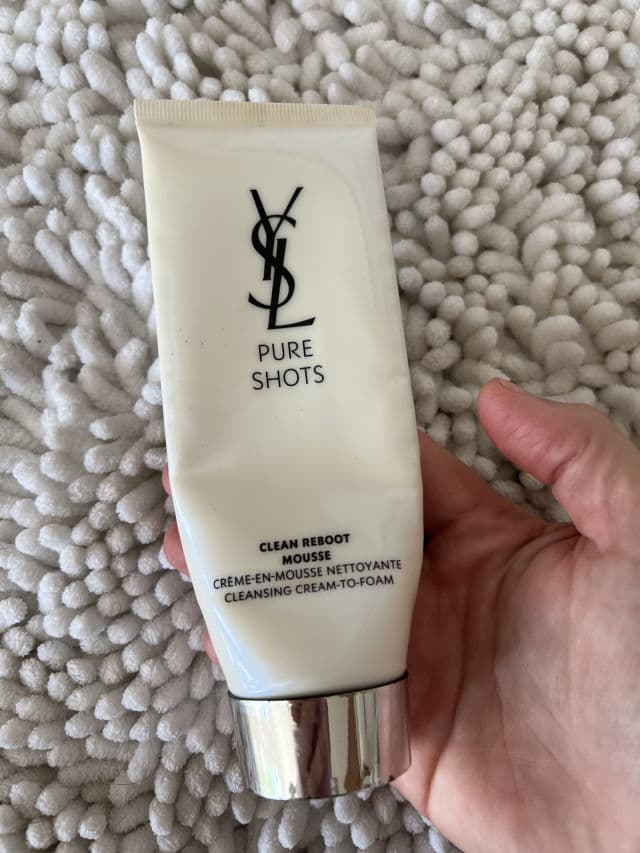 YSL
PURE
SHOTS
CLEAN REBOOT
MOUSSE
CRÈME-EN-MOUSSE NETTOYANTE
CLEANSING CREAM-TO-FOAM